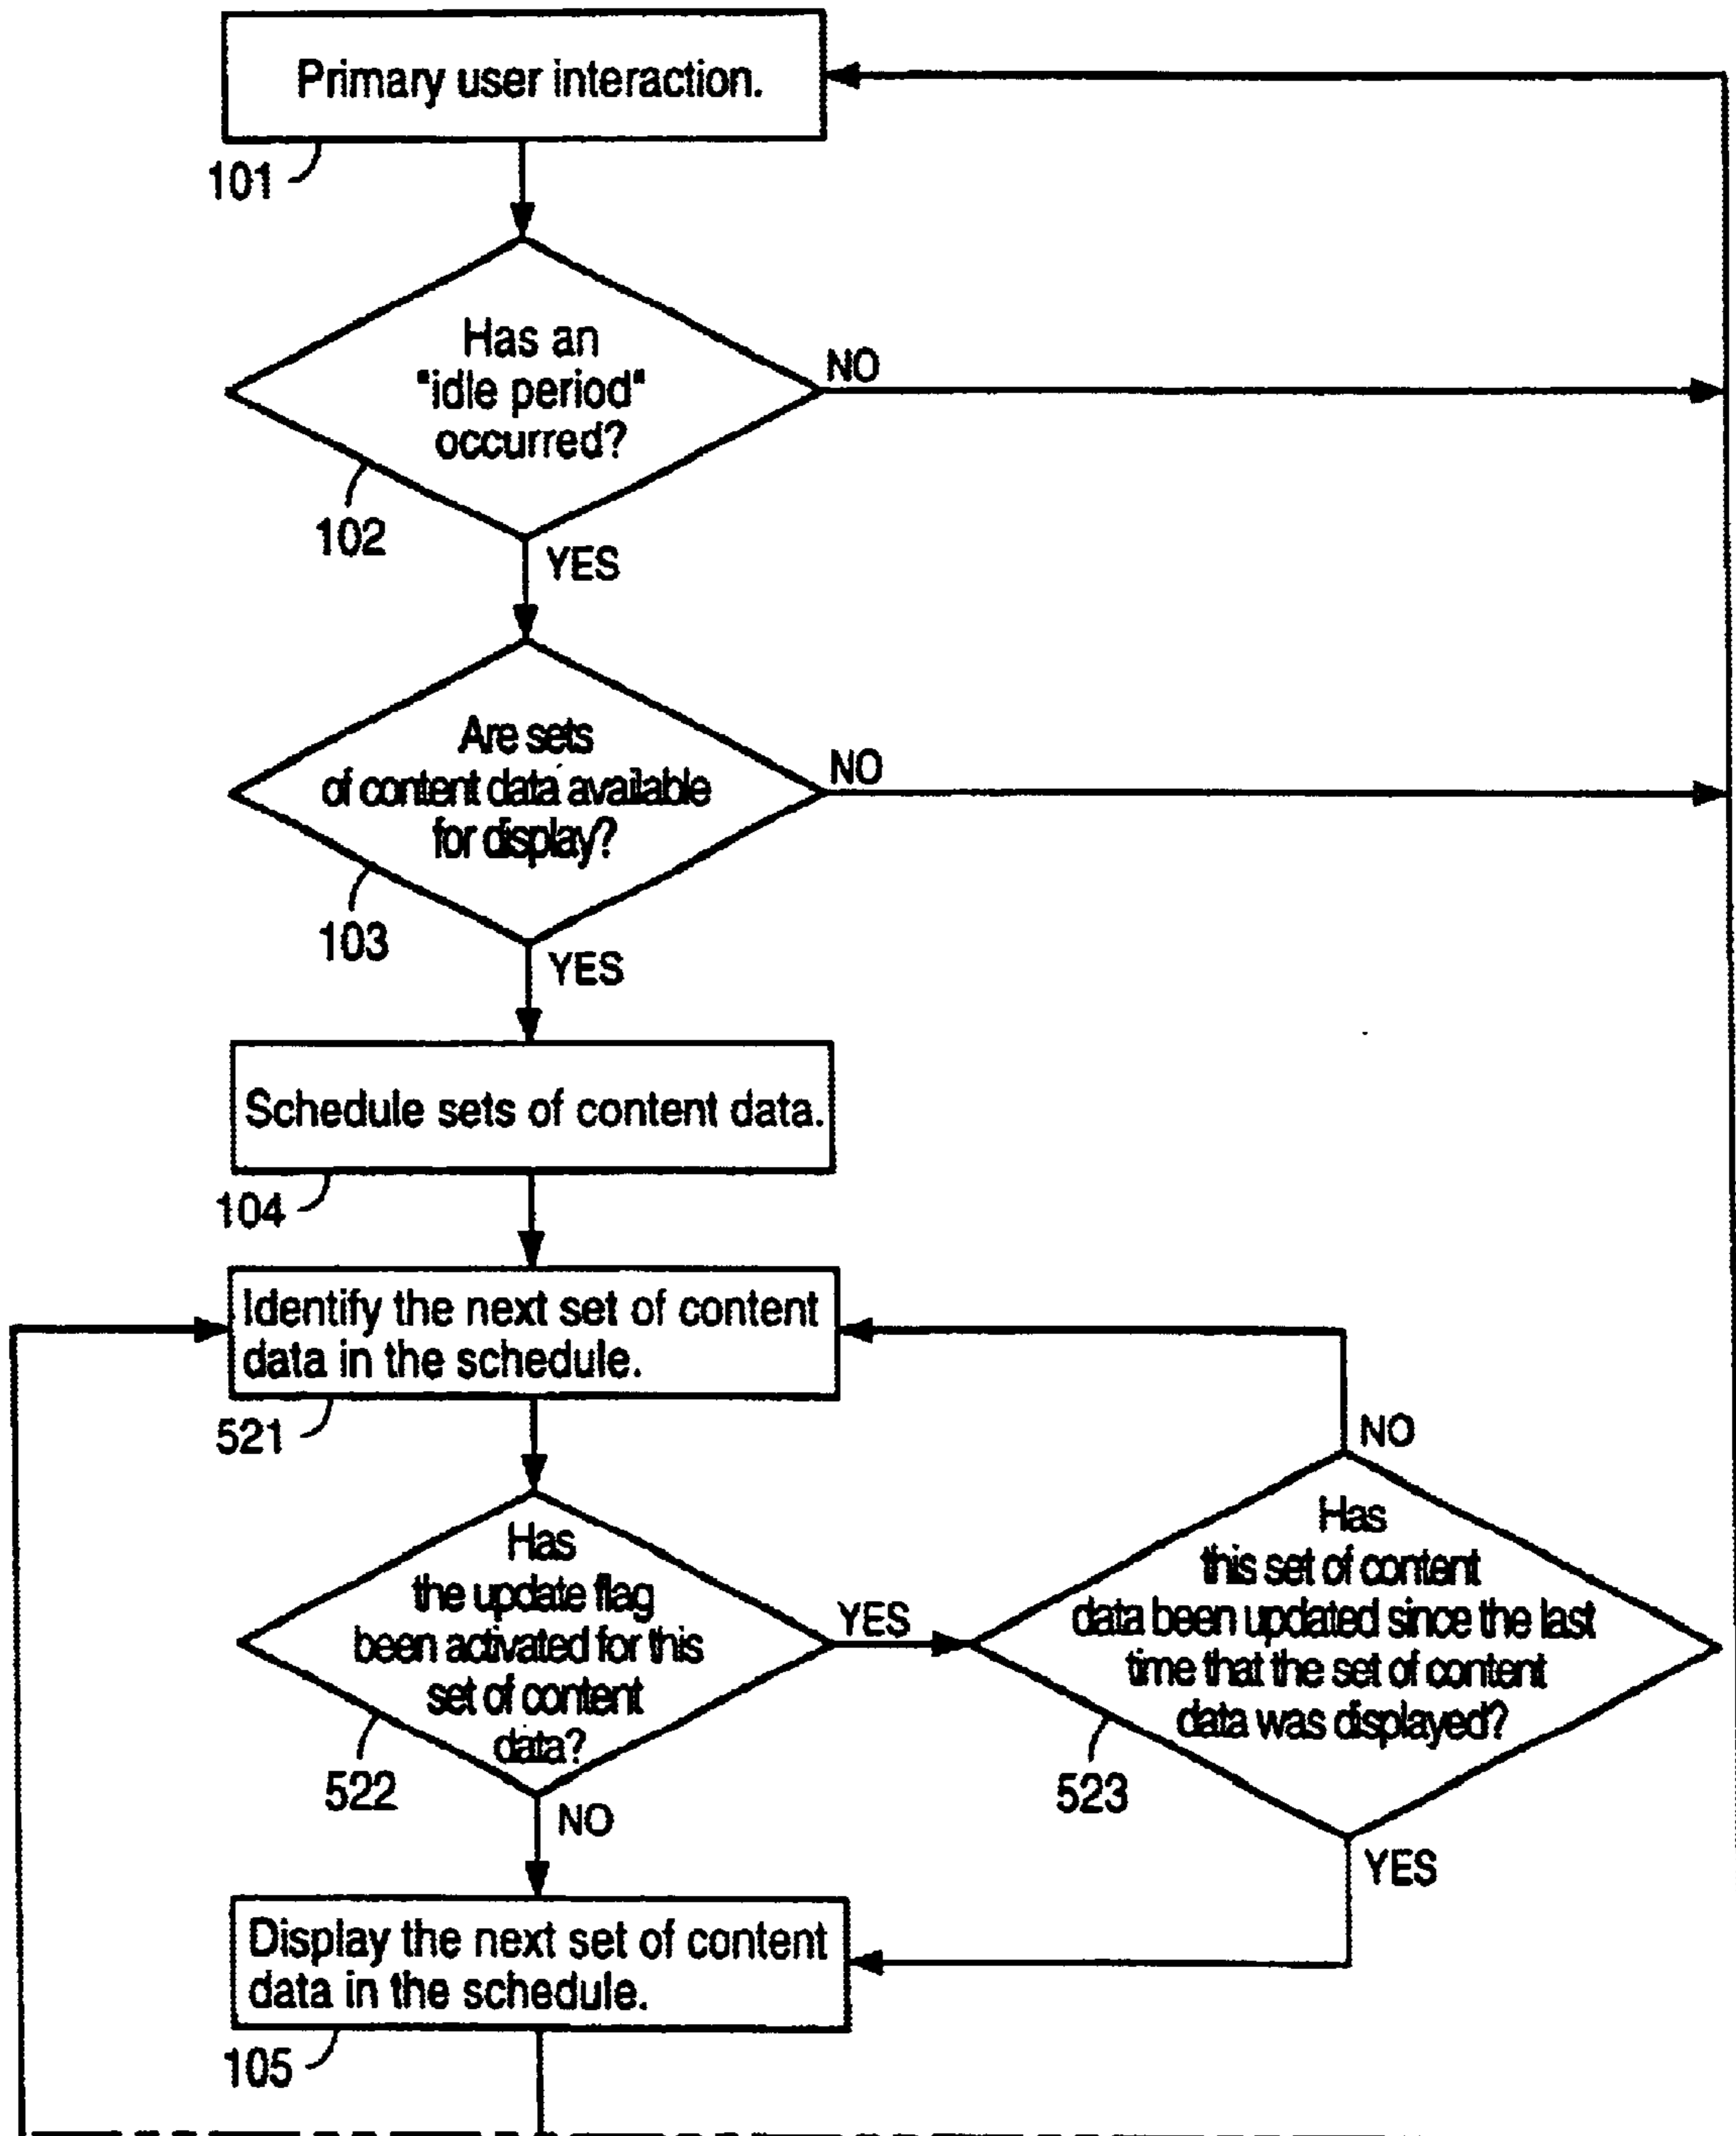 Primary user interaction.
101
Has an
"idle period"
occurred?
NO
102
YES
Are sets
of content data available
for display?
NO
103
YES
Schedule sets of content data.
104
Identify the next set of content
data in the schedule.
521
NO
Has
the update flag
been activated for this
set of content
data?
YES
522
NO
Has
this set of content
data been updated since the last
time that the set of content
data was displayed?
523
YES
Display the next set of content
data in the schedule.
105